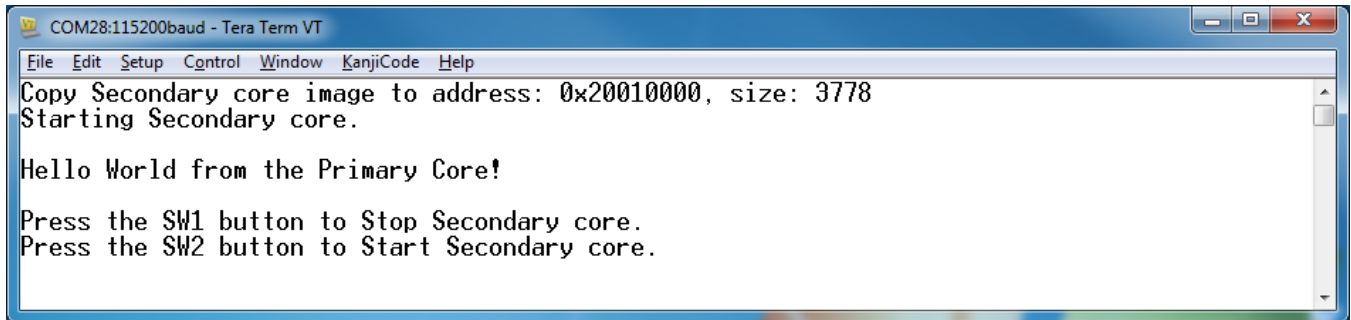 COM28:115200baud - Tera Term VT
File Edit Setup Control Window KanjiCode Help
Copy Secondary core image to address: 0x20010000, size: 3778
Starting Secondary core.
Hello World from the Primary Core!
Press the SW1 button to Stop Secondary core.
Press the SW2 button to Start Secondary core.